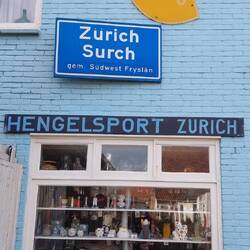 Zurich
Surch
gem. Súdwest Fryslân
HENGELSPORT ZURICH